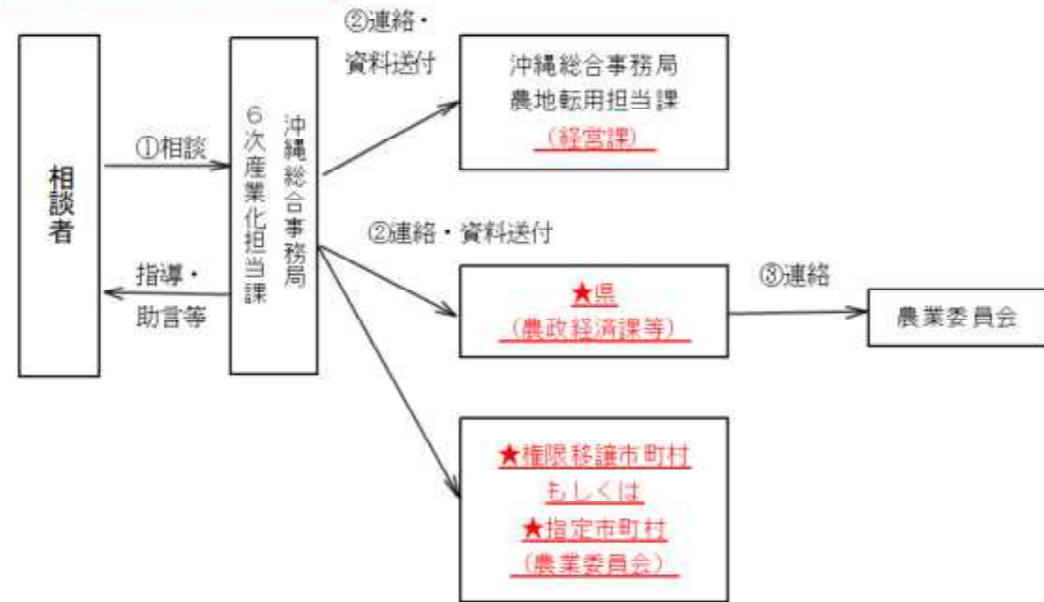 相談者
①相談
指導・
助言等
沖縄総合事務局
６次産業化担当課
②連絡・
資料送付
沖縄総合事務局
農地転用担当課
（経営課）
②連絡・資料送付
★県
（農政経済課等）
③連絡
農業委員会
★権限移譲市町村
もしくは
★指定市町村
（農業委員会）